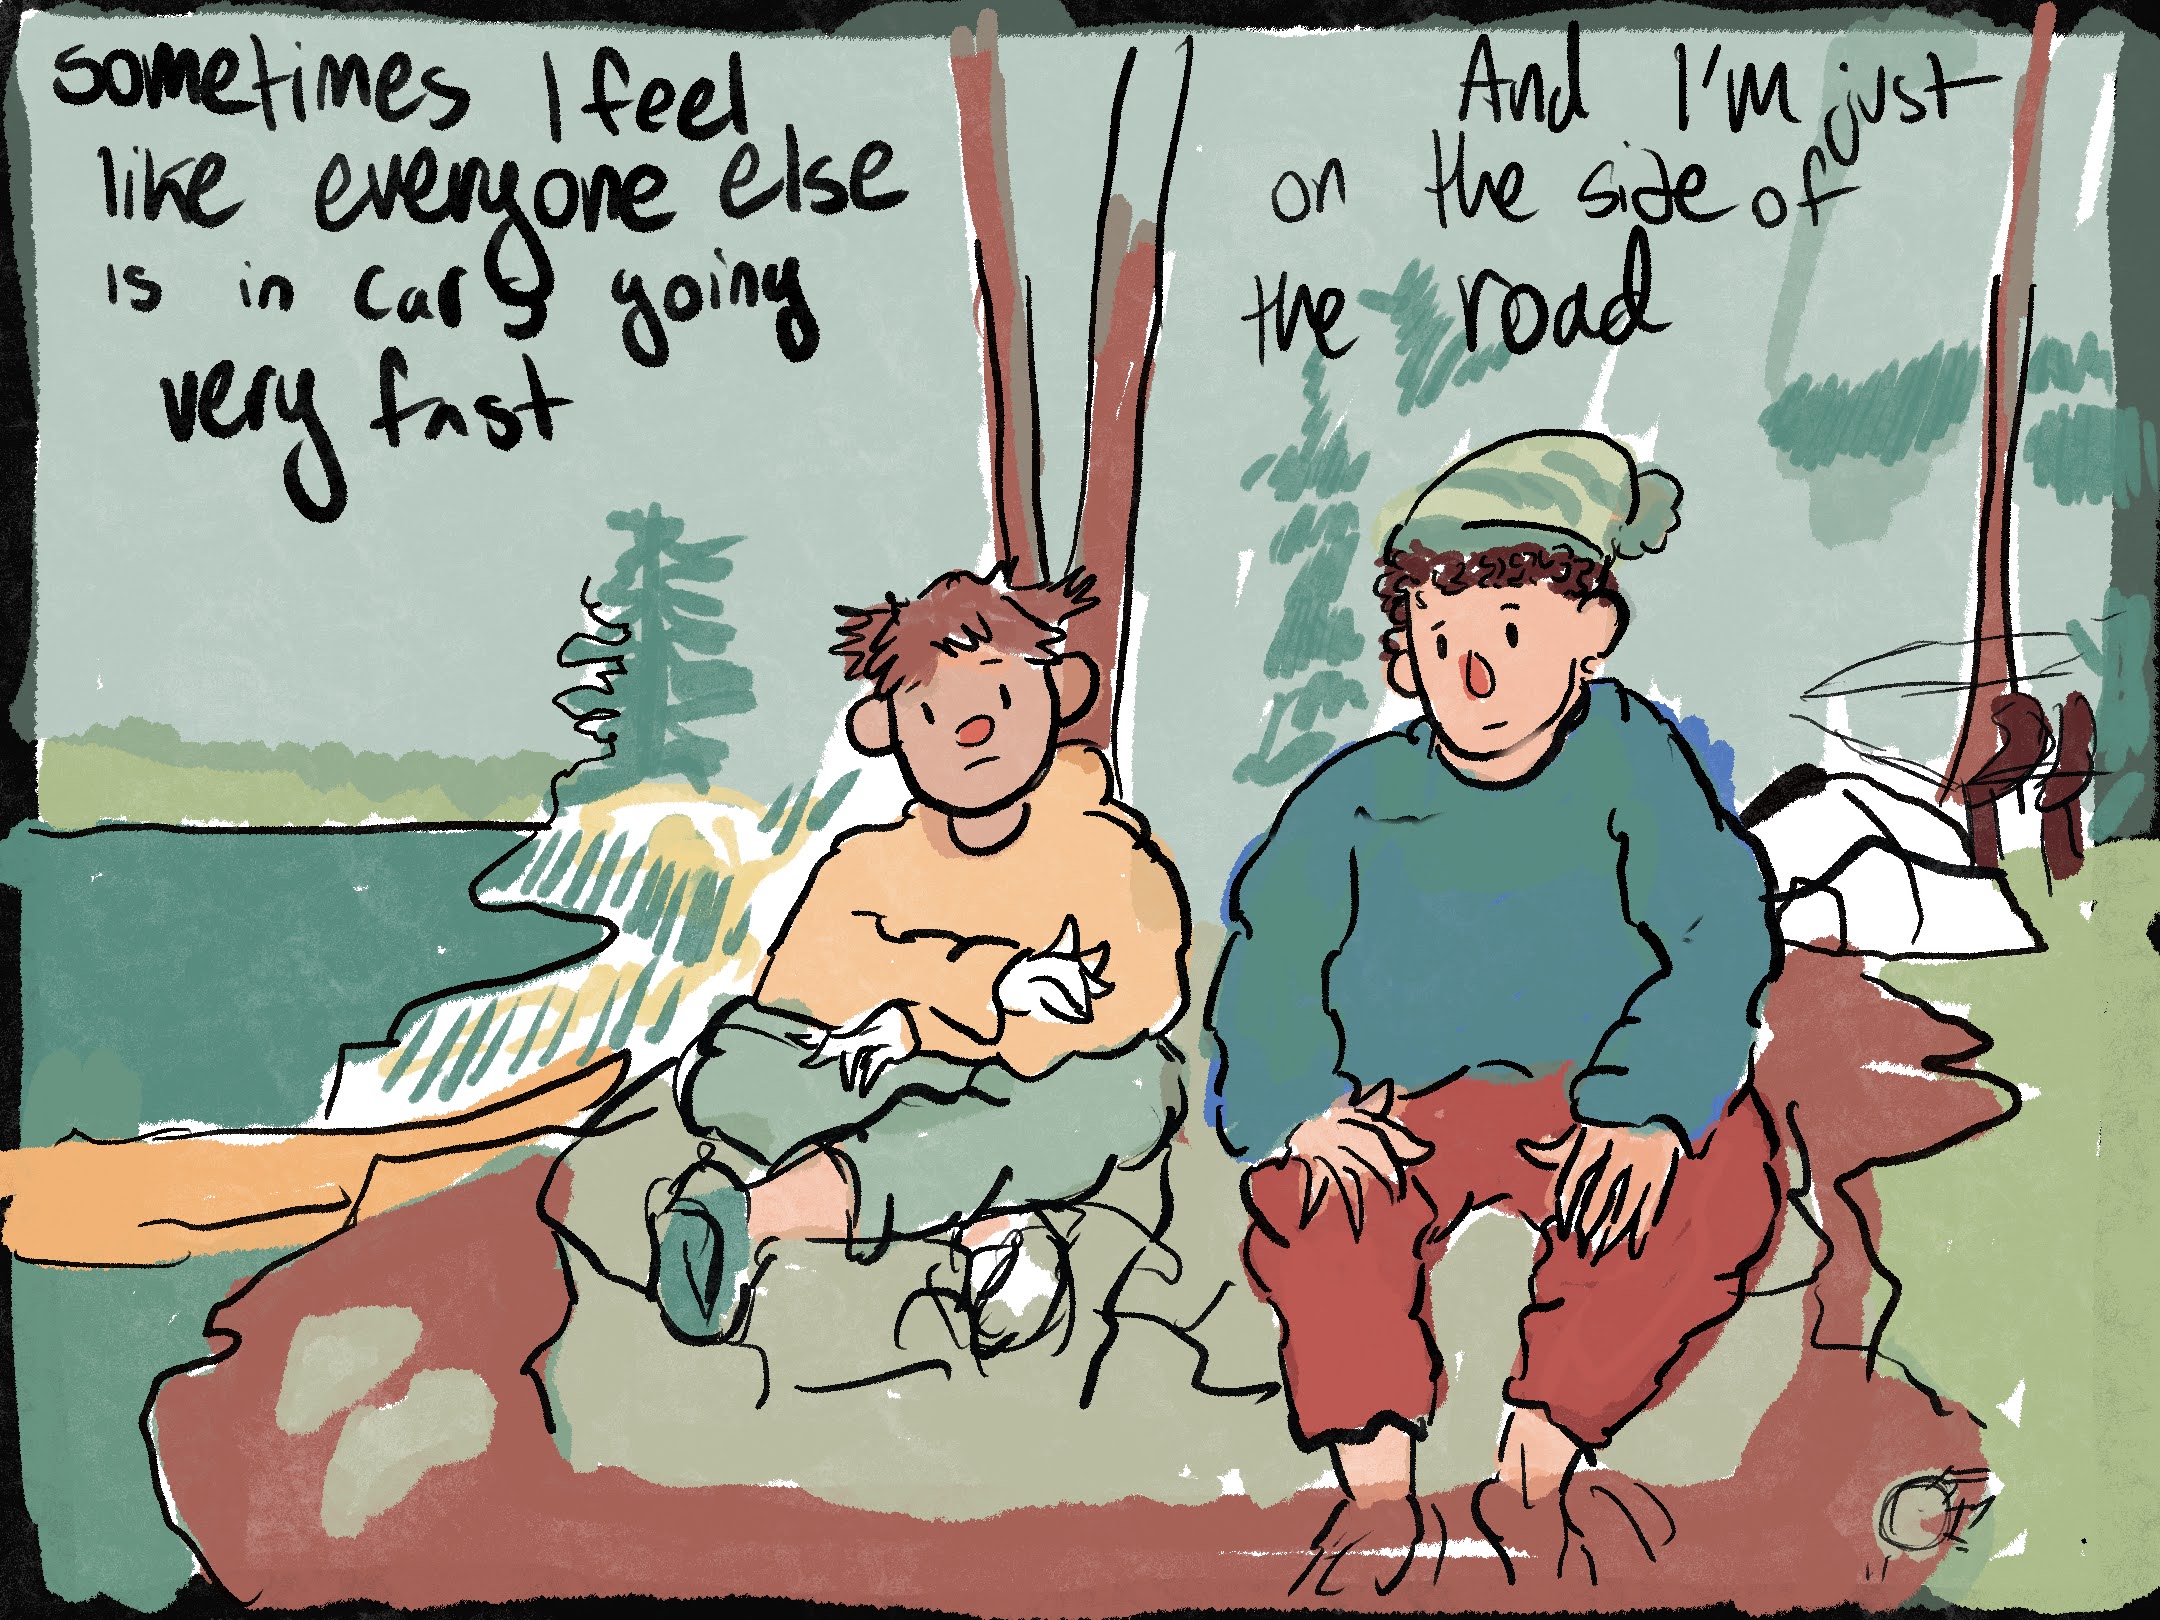 sometimes I feel
like everyone else
is in cars going
very fast
And I'm just
on the side of
the road